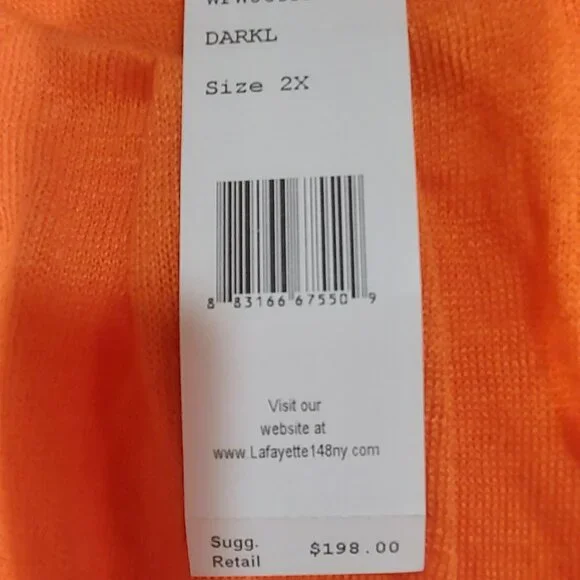 DARKL
Size 2X
8 83166 67550 9
Visit our
website at
www.Lafayette148ny com
Sugg.
Retail
$198.00